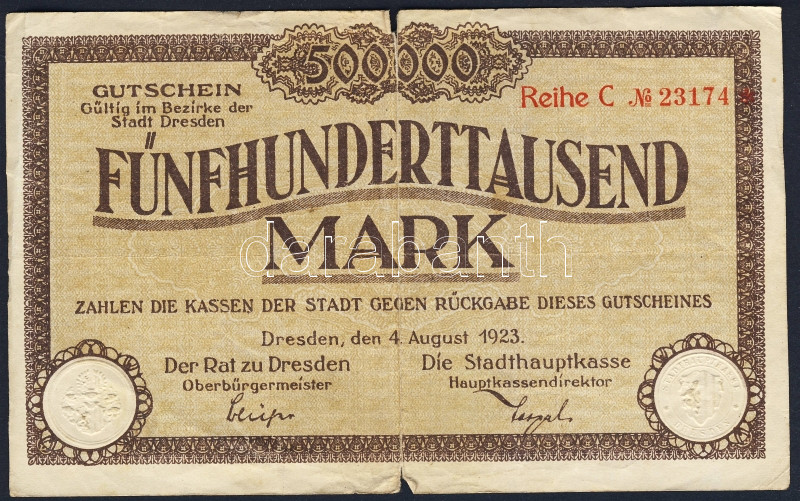 500000
GUTSCHEIN
Gültig im Bezirke der
Stadt Dresden
Reihe C № 23174 *
FÜNFHUNDERTTAUSEND
MARK
darabanth
ZAHLEN DIE KASSEN DER STADT GEGEN RÜCKGABE DIESES GUTSCHEINES
Dresden, den 4. August 1923.
Der Rat zu Dresden
Oberbürgermeister
Die Stadthauptkasse
Hauptkassendirektor